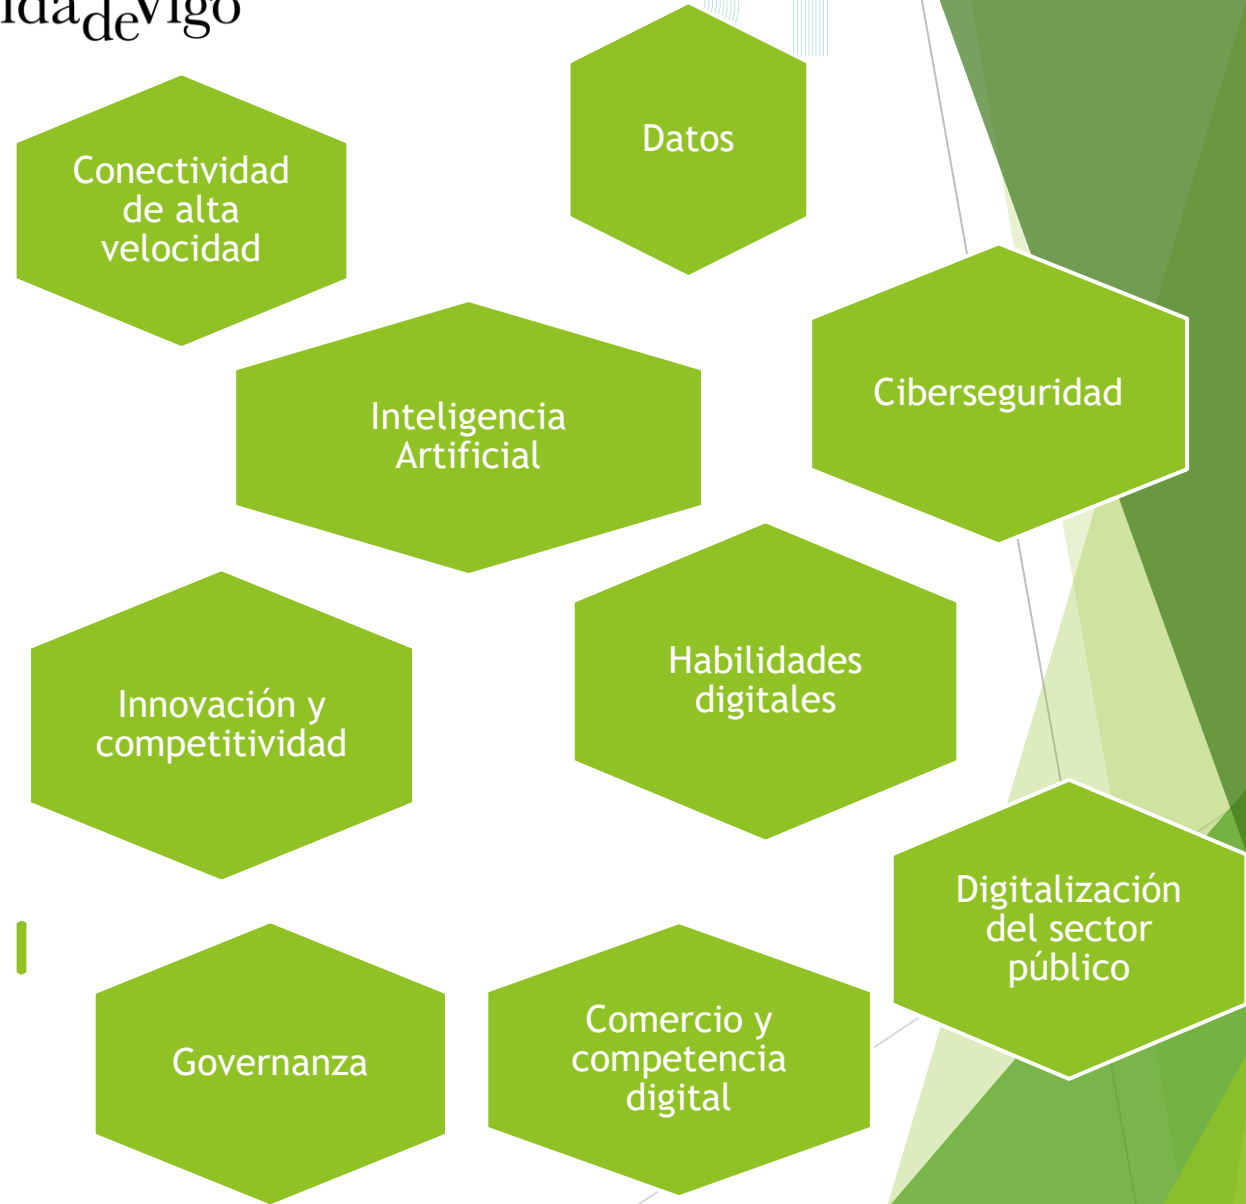 deVigo
Datos
Conectividad
de alta
velocidad
Ciberseguridad
Inteligencia
Artificial
Habilidades
digitales
Innovación y
competitividad
Digitalización
del sector
público
Governanza
Comercio y
competencia
digital